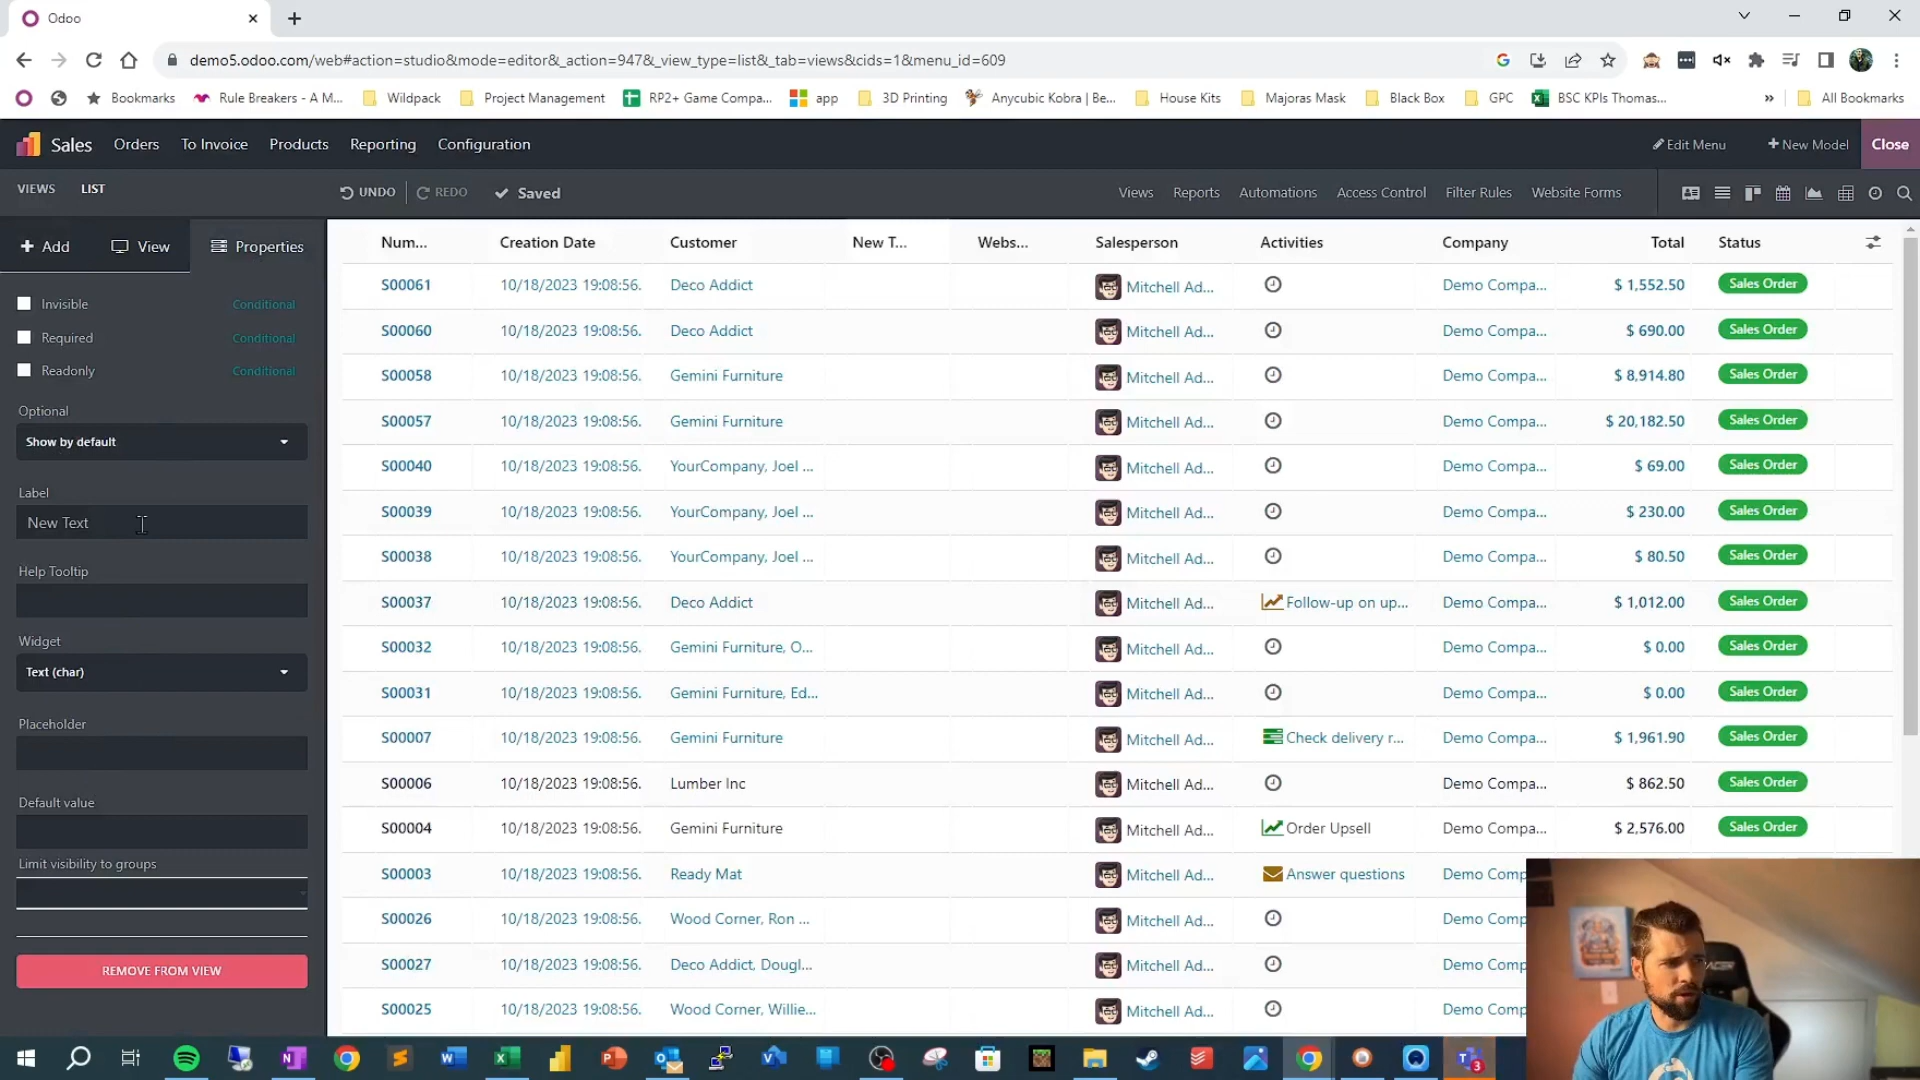 Odoo
demo5.odoo.com/web#action=studio&mode=editor&_action=947&_view_type=list&_tab=views&cids=1&menu_id=609
Bookmarks Rule Breakers - A M... Wildpack Project Management RP2+ Game Compa... app 3D Printing Anycubic Kobra | Be... House Kits Majoras Mask Black Box GPC BSC KPIs Thomas... » All Bookmarks
Sales Orders To Invoice Products Reporting Configuration Edit Menu + New Model Close
VIEWS LIST UNDO REDO Saved Views Reports Automations Access Control Filter Rules Website Forms
+ Add View Properties
Invisible Conditional
Required Conditional
Readonly Conditional
Optional
Show by default
Label
New Text
Help Tooltip
Widget
Text (char)
Placeholder
Default value
Limit visibility to groups
REMOVE FROM VIEW
Num... Creation Date Customer New T... Webs... Salesperson Activities Company Total Status
S00061 10/18/2023 19:08:56. Deco Addict Mitchell Ad... Demo Compa... $ 1,552.50 Sales Order
S00060 10/18/2023 19:08:56. Deco Addict Mitchell Ad... Demo Compa... $ 690.00 Sales Order
S00058 10/18/2023 19:08:56. Gemini Furniture Mitchell Ad... Demo Compa... $ 8,914.80 Sales Order
S00057 10/18/2023 19:08:56. Gemini Furniture Mitchell Ad... Demo Compa... $ 20,182.50 Sales Order
S00040 10/18/2023 19:08:56. YourCompany, Joel ... Mitchell Ad... Demo Compa... $ 69.00 Sales Order
S00039 10/18/2023 19:08:56. YourCompany, Joel ... Mitchell Ad... Demo Compa... $ 230.00 Sales Order
S00038 10/18/2023 19:08:56. YourCompany, Joel ... Mitchell Ad... Demo Compa... $ 80.50 Sales Order
S00037 10/18/2023 19:08:56. Deco Addict Mitchell Ad... Follow-up on up... Demo Compa... $ 1,012.00 Sales Order
S00032 10/18/2023 19:08:56. Gemini Furniture, O... Mitchell Ad... Demo Compa... $ 0.00 Sales Order
S00031 10/18/2023 19:08:56. Gemini Furniture, Ed... Mitchell Ad... Demo Compa... $ 0.00 Sales Order
S00007 10/18/2023 19:08:56. Gemini Furniture Mitchell Ad... Check delivery r... Demo Compa... $ 1,961.90 Sales Order
S00006 10/18/2023 19:08:56. Lumber Inc Mitchell Ad... Demo Compa... $ 862.50 Sales Order
S00004 10/18/2023 19:08:56. Gemini Furniture Mitchell Ad... Order Upsell Demo Compa... $ 2,576.00 Sales Order
S00003 10/18/2023 19:08:56. Ready Mat Mitchell Ad... Answer questions Demo Comp
S00026 10/18/2023 19:08:56. Wood Corner, Ron ... Mitchell Ad... Demo Comp
S00027 10/18/2023 19:08:56. Deco Addict, Dougl... Mitchell Ad... Demo Comp
S00025 10/18/2023 19:08:56. Wood Corner, Willie... Mitchell Ad... Demo Comp